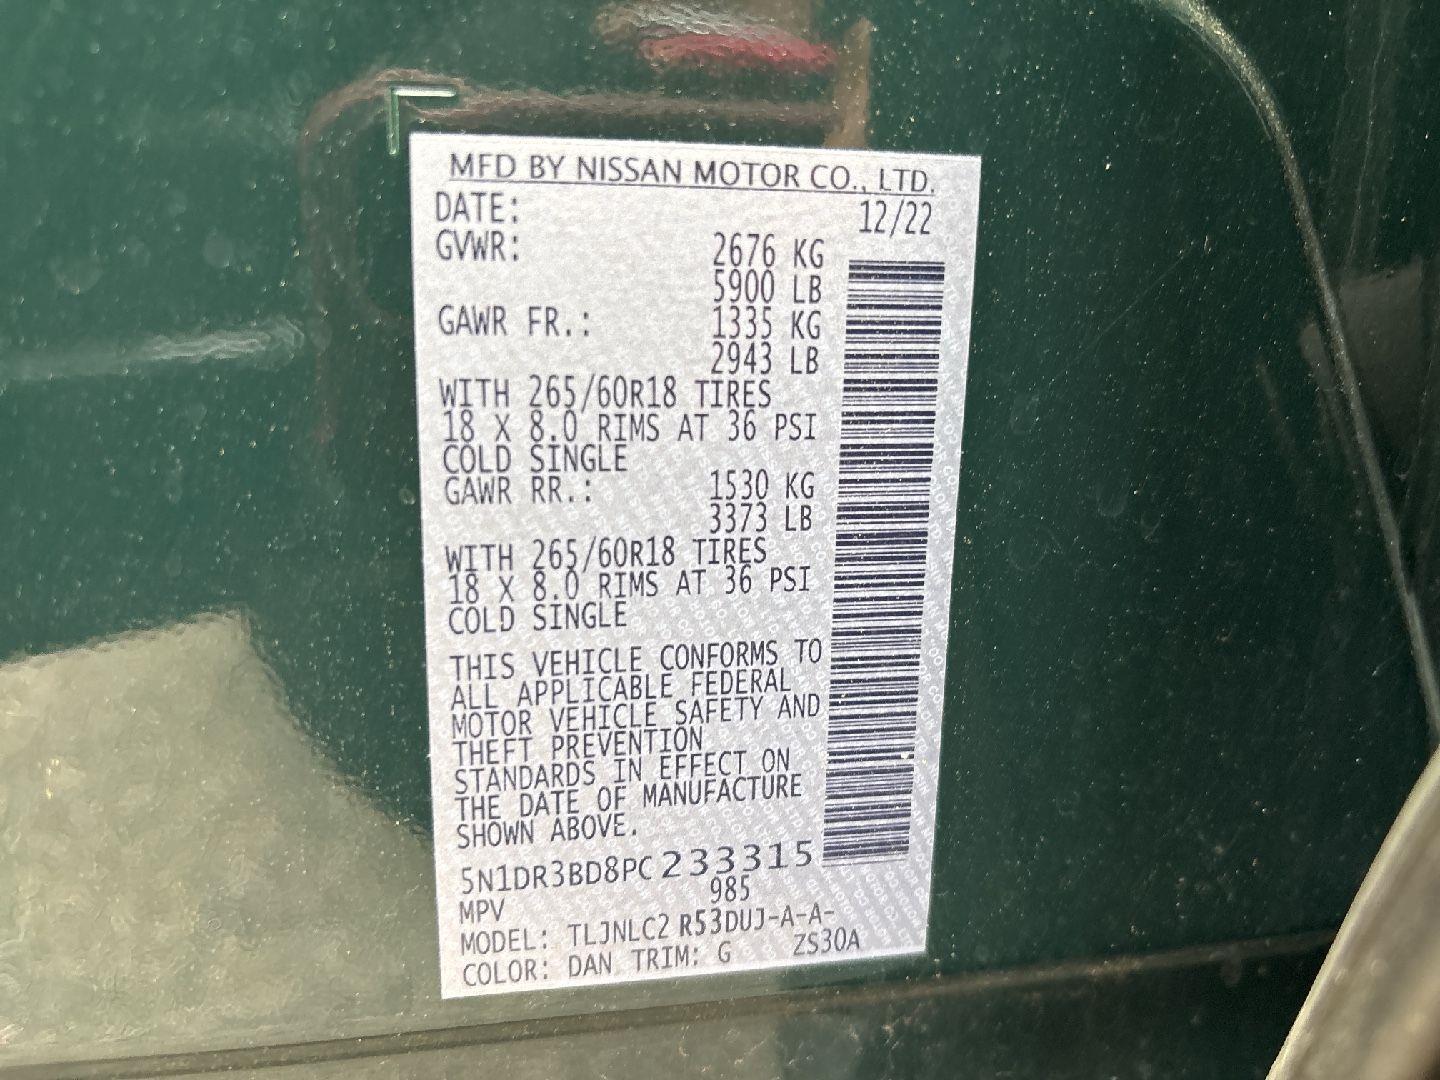 MFD BY NISSAN MOTOR CO., LTD.
DATE: 12/22
GVWR: 2676 KG
5900 LB
GAWR FR.: 1335 KG
2943 LB
WITH 265/60R18 TIRES
18 X 8.0 RIMS AT 36 PSI
COLD SINGLE
GAWR RR.: 1530 KG
3373 LB
WITH 265/60R18 TIRES
18 X 8.0 RIMS AT 36 PSI
COLD SINGLE
THIS VEHICLE CONFORMS TO
ALL APPLICABLE FEDERAL
MOTOR VEHICLE SAFETY AND
THEFT PREVENTION
STANDARDS IN EFFECT ON
THE DATE OF MANUFACTURE
SHOWN ABOVE.
5N1DR3BD8PC233315
MPV 985
MODEL: TLJNLC2 R53DUJ-A-A-
COLOR: DAN TRIM: G ZS30A